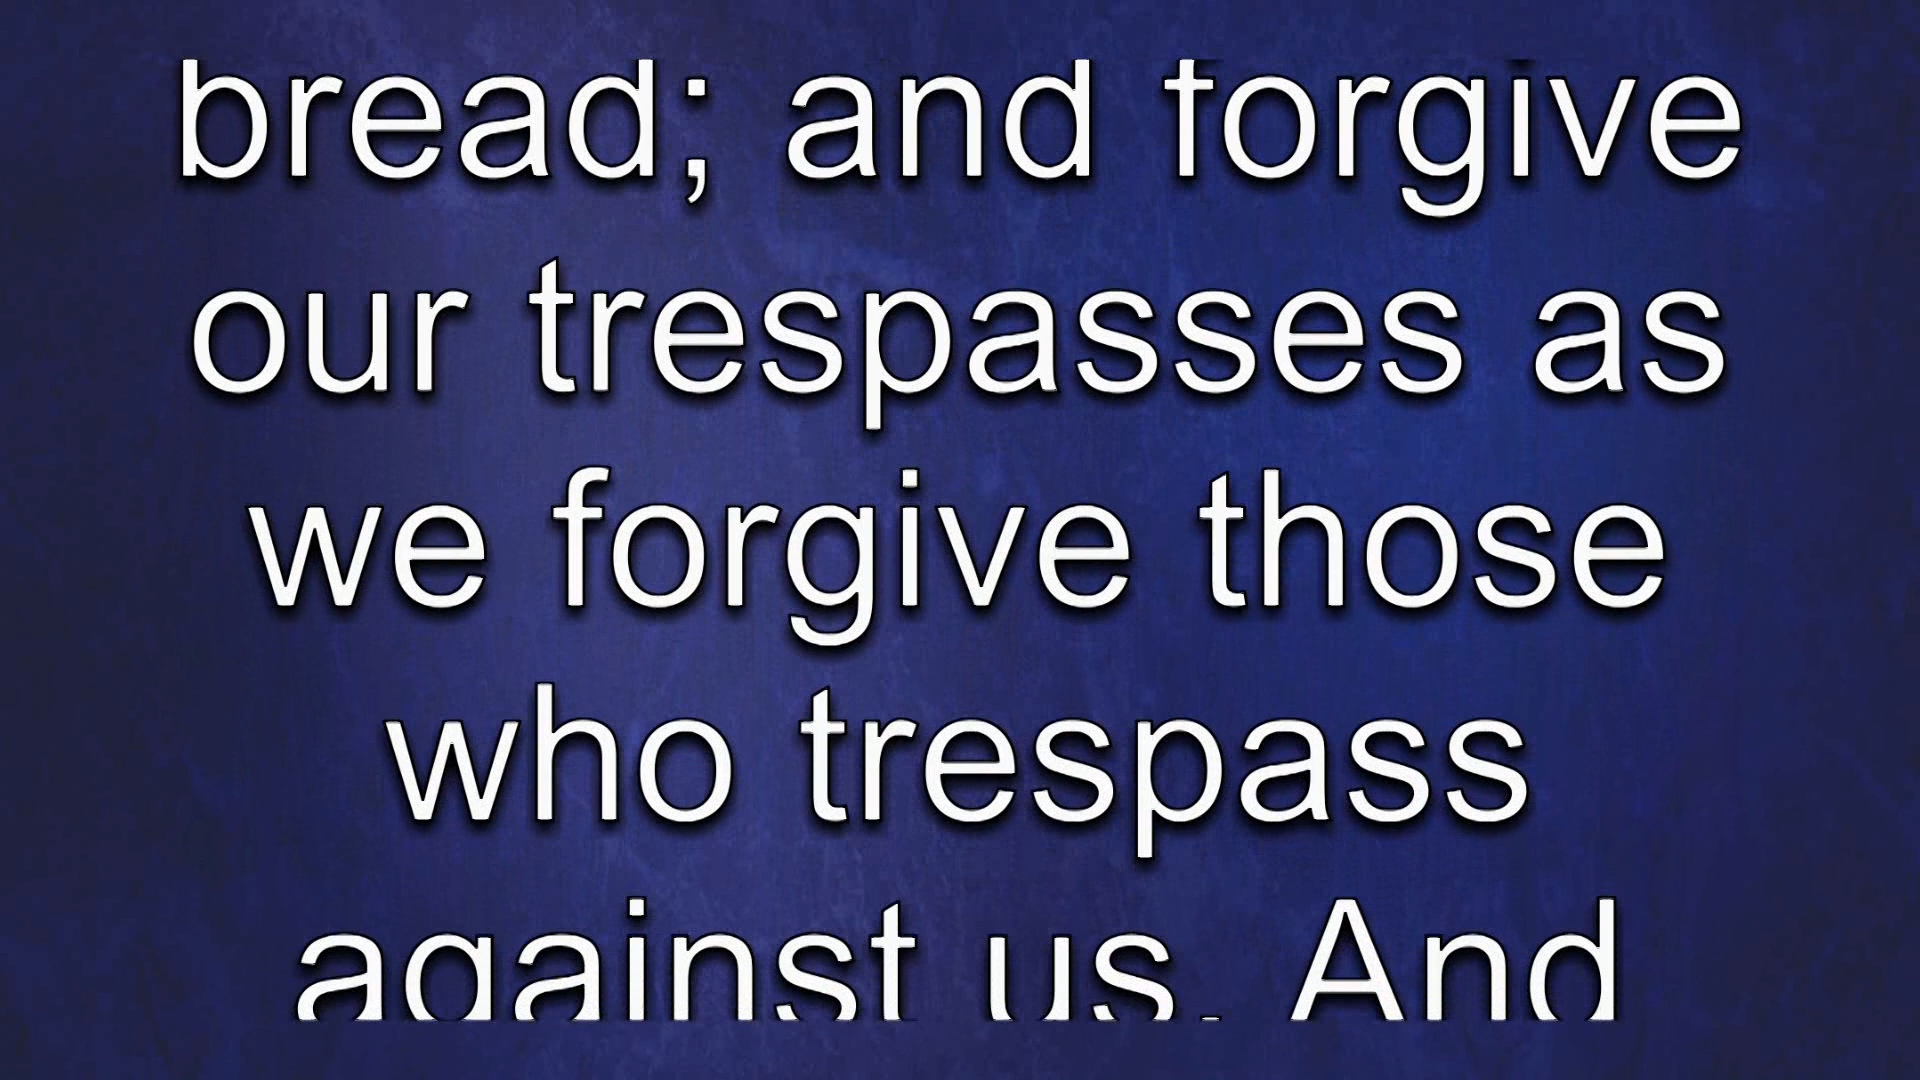 bread; and forgive
our trespasses as
we forgive those
who trespass
against us. And